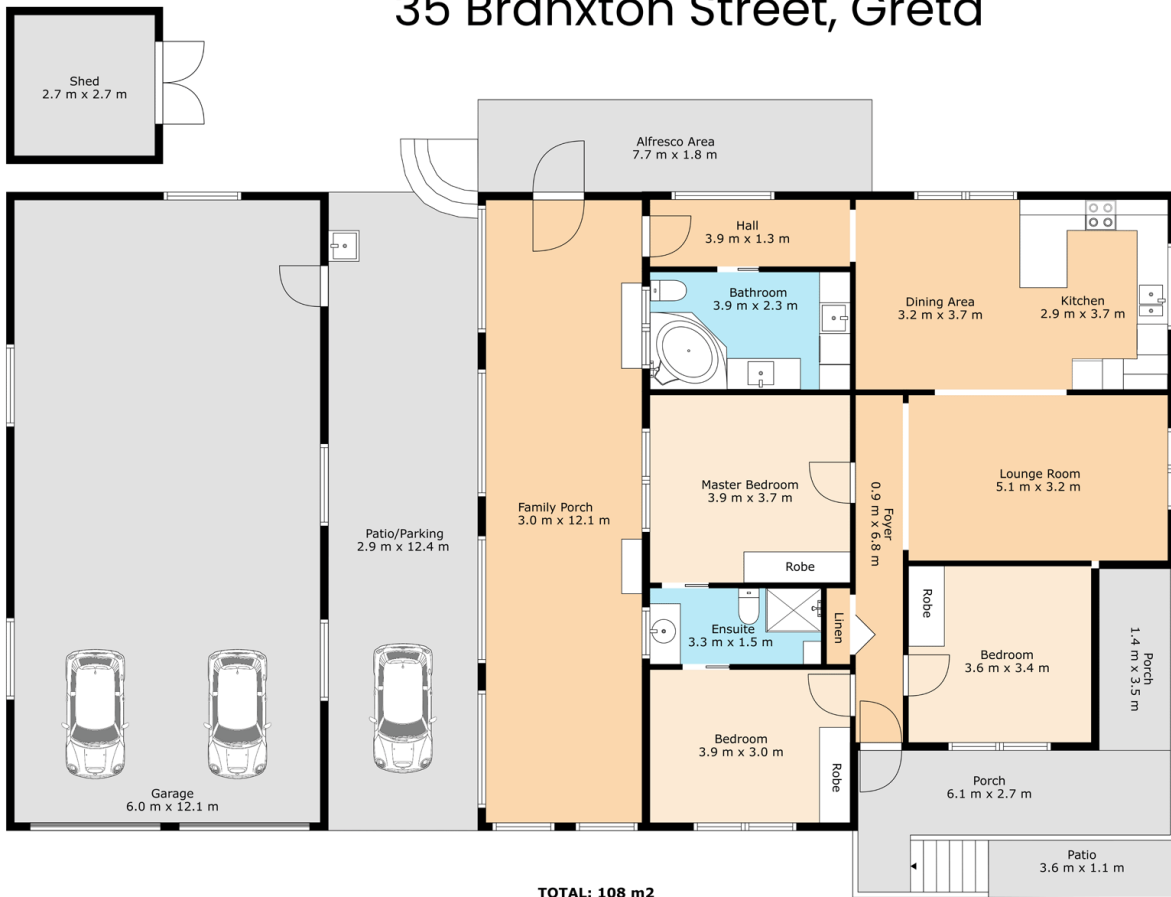 35 Branxton Street, Greta
Shed
2.7 m x 2.7 m
Alfresco Area
7.7 m x 1.8 m
Hall
3.9 m x 1.3 m
Bathroom
3.9 m x 2.3 m
Dining Area
3.2 m x 3.7 m
Kitchen
2.9 m x 3.7 m
Master Bedroom
3.9 m x 3.7 m
Robe
Foyer
0.9 m x 6.8 m
Lounge Room
5.1 m x 3.2 m
Family Porch
3.0 m x 12.1 m
Patio/Parking
2.9 m x 12.4 m
Ensuite
3.3 m x 1.5 m
Linen
Robe
Bedroom
3.6 m x 3.4 m
Porch
1.4 m x 3.5 m
Bedroom
3.9 m x 3.0 m
Robe
Garage
6.0 m x 12.1 m
Porch
6.1 m x 2.7 m
Patio
3.6 m x 1.1 m
TOTAL: 108 m2